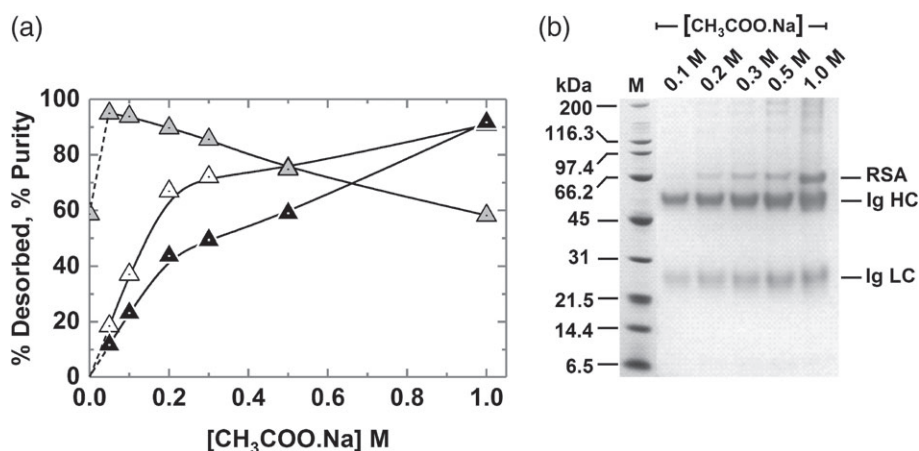 (a)
% Desorbed, % Purity
100
80
60
40
20
0
0.0 0.2 0.4 0.6 0.8 1.0
[CH₃COO.Na] M
(b)
[CH₃COO.Na]
kDa M 0.1 M 0.2 M 0.3 M 0.5 M 1.0 M
200
116.3
97.4
66.2
45
31
21.5
14.4
6.5
RSA
Ig HC
Ig LC